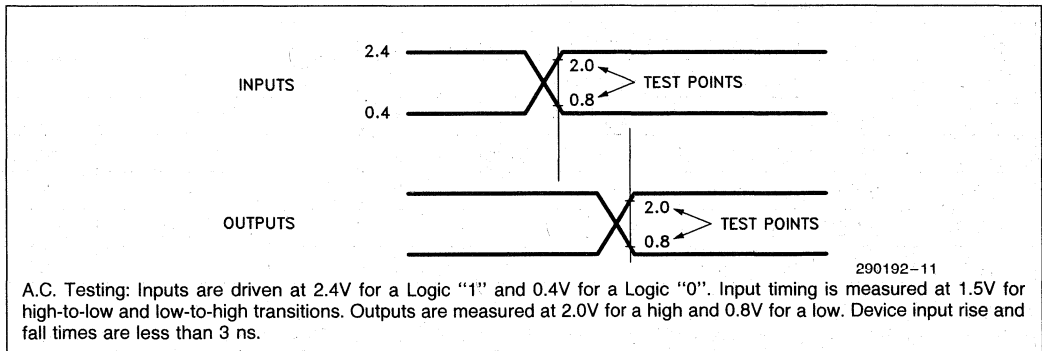 2.4
INPUTS
2.0
TEST POINTS
0.8
0.4
OUTPUTS
2.0
TEST POINTS
0.8
290192-11
A.C. Testing: Inputs are driven at 2.4V for a Logic "1" and 0.4V for a Logic "0". Input timing is measured at 1.5V for
high-to-low and low-to-high transitions. Outputs are measured at 2.0V for a high and 0.8V for a low. Device input rise and
fall times are less than 3 ns.